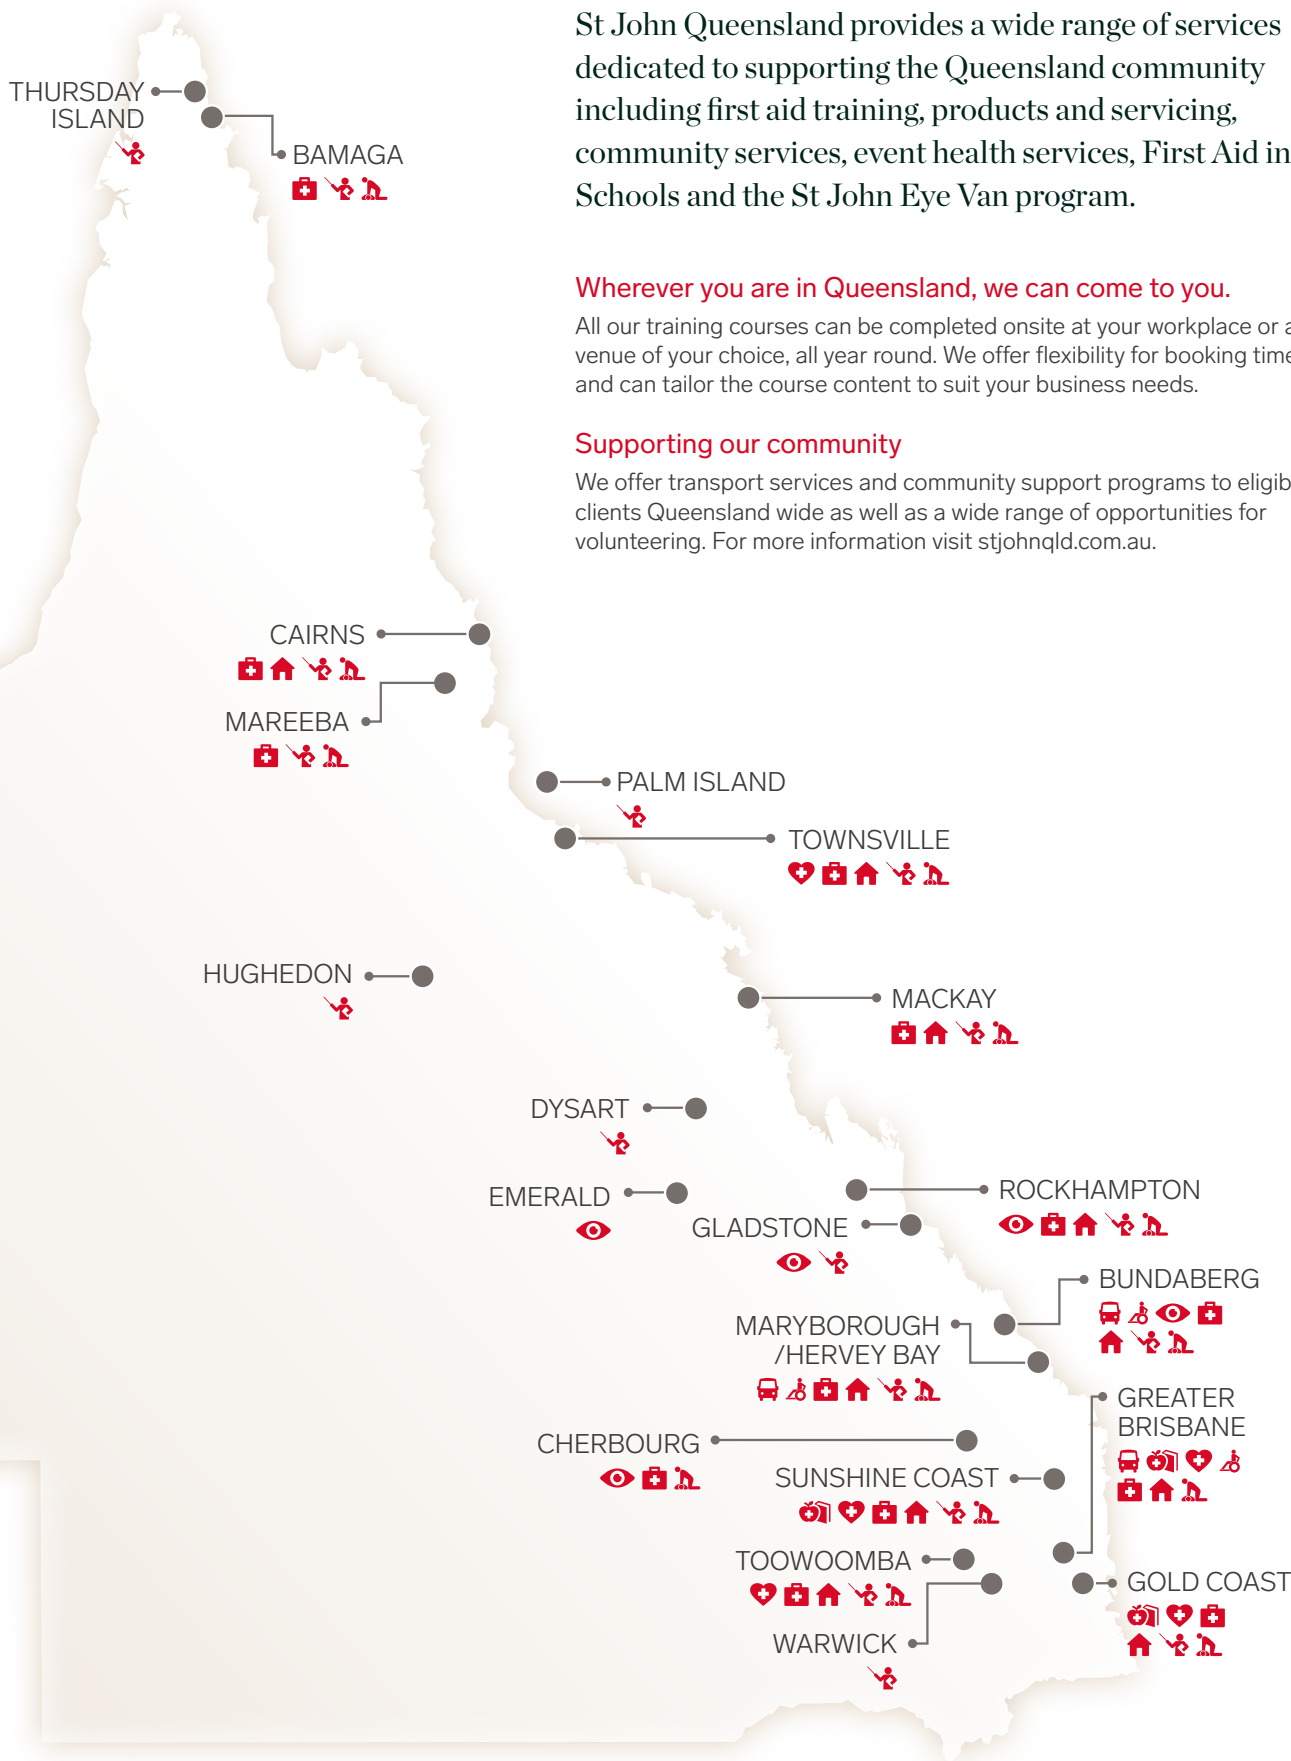 St John Queensland provides a wide range of services
dedicated to supporting the Queensland community
including first aid training, products and servicing,
community services, event health services, First Aid in
Schools and the St John Eye Van program.
Wherever you are in Queensland, we can come to you.
All our training courses can be completed onsite at your workplace or a
venue of your choice, all year round. We offer flexibility for booking time
and can tailor the course content to suit your business needs.
Supporting our community
We offer transport services and community support programs to eligib
clients Queensland wide as well as a wide range of opportunities for
volunteering. For more information visit stjohnqld.com.au.
THURSDAY
ISLAND
BAMAGA
CAIRNS
MAREEBA
PALM ISLAND
TOWNSVILLE
HUGHEDON
MACKAY
DYSART
EMERALD
ROCKHAMPTON
GLADSTONE
BUNDABERG
MARYBOROUGH
/HERVEY BAY
GREATER
BRISBANE
CHERBOURG
SUNSHINE COAST
TOOWOOMBA
GOLD COAST
WARWICK